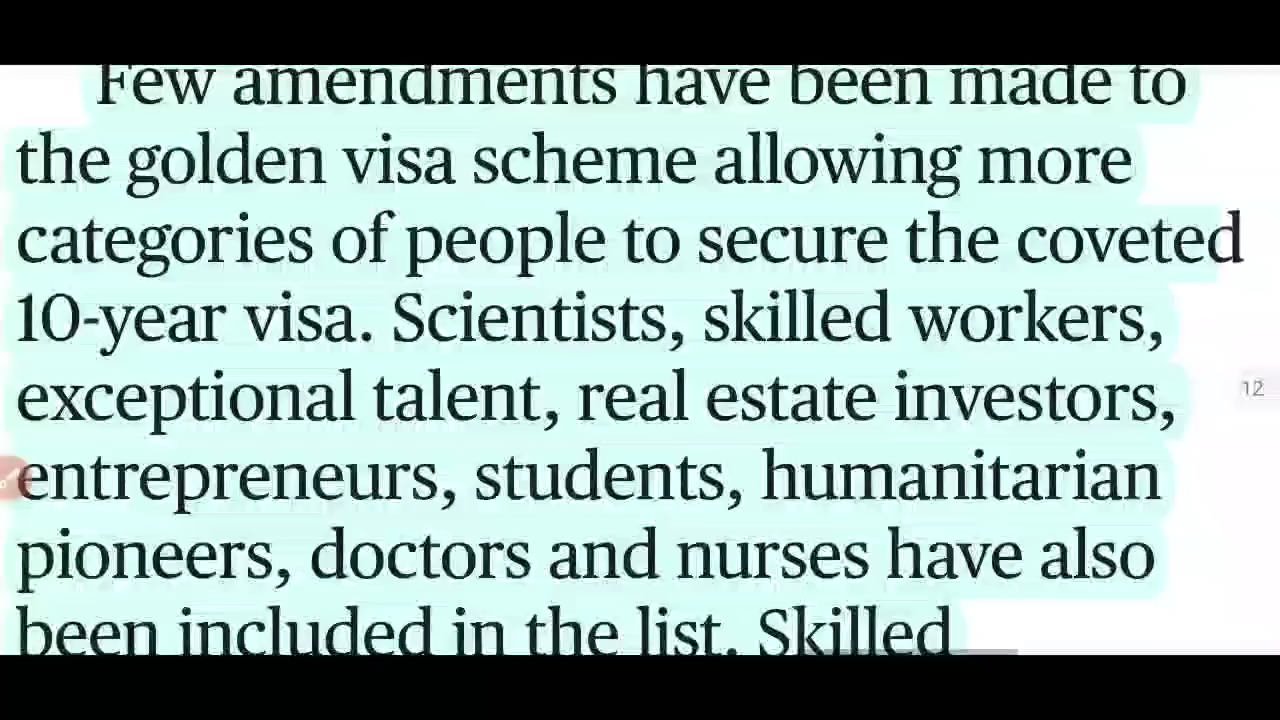 Few amendments have been made to
the golden visa scheme allowing more
categories of people to secure the coveted
10-year visa. Scientists, skilled workers,
exceptional talent, real estate investors,
12
entrepreneurs, students, humanitarian
pioneers, doctors and nurses have also
been included in the list. Skilled